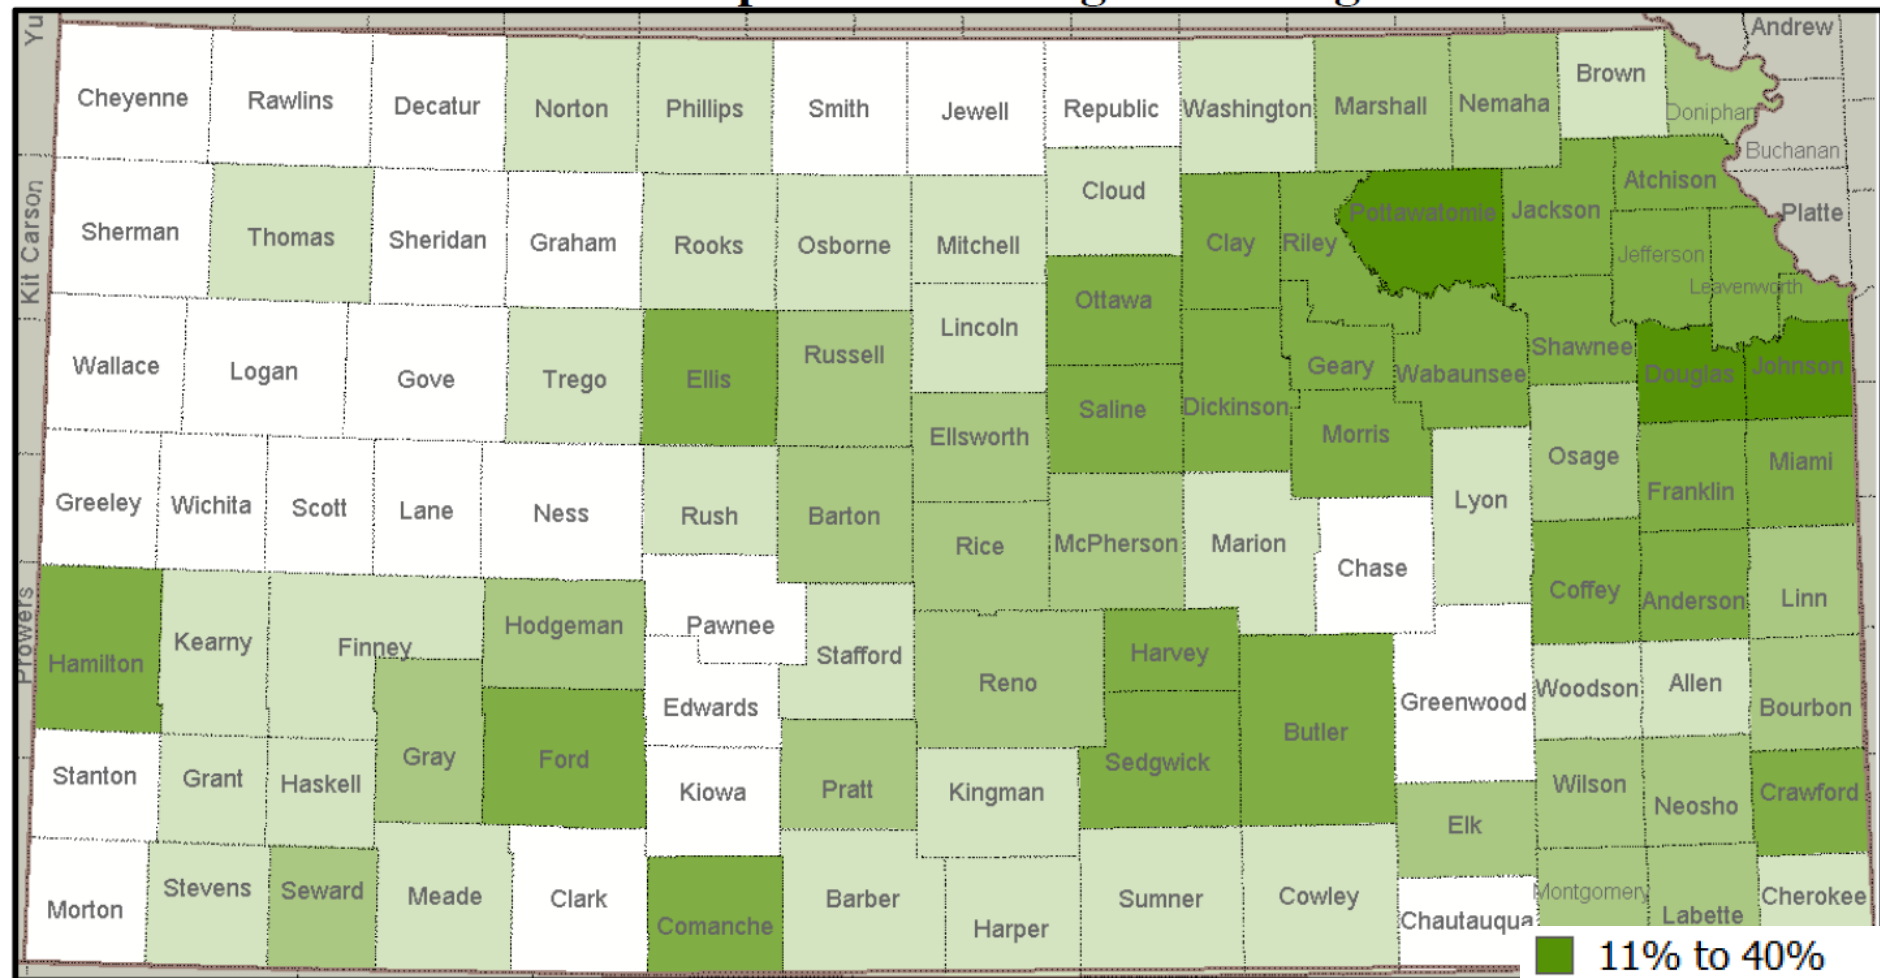 Yu
Andrew
Cheyenne Rawlins Decatur Norton Phillips Smith Jewell Republic Washington Marshall Nemaha Brown Doniphan
Buchanan
Kit Carson Sherman Thomas Sheridan Graham Rooks Osborne Mitchell Cloud Clay Riley Pottawatomie Jackson Atchison Platte
Jefferson
Leavenworth
Wallace Logan Gove Trego Ellis Russell Lincoln Ottawa Geary Wabaunsee Shawnee Douglas Johnson
Ellsworth Saline Dickinson Morris Osage Franklin Miami
Greeley Wichita Scott Lane Ness Rush Barton Rice McPherson Marion Chase Lyon Coffey Anderson Linn
Prowers Hamilton Kearny Finney Hodgeman Pawnee Stafford Reno Harvey Greenwood Woodson Allen Bourbon
Stanton Grant Haskell Gray Ford Edwards Kiowa Pratt Kingman Sedgwick Butler Elk Wilson Neosho Crawford
Morton Stevens Seward Meade Clark Comanche Barber Harper Sumner Cowley Chautauqua Montgomery Labette Cherokee
11% to 40%